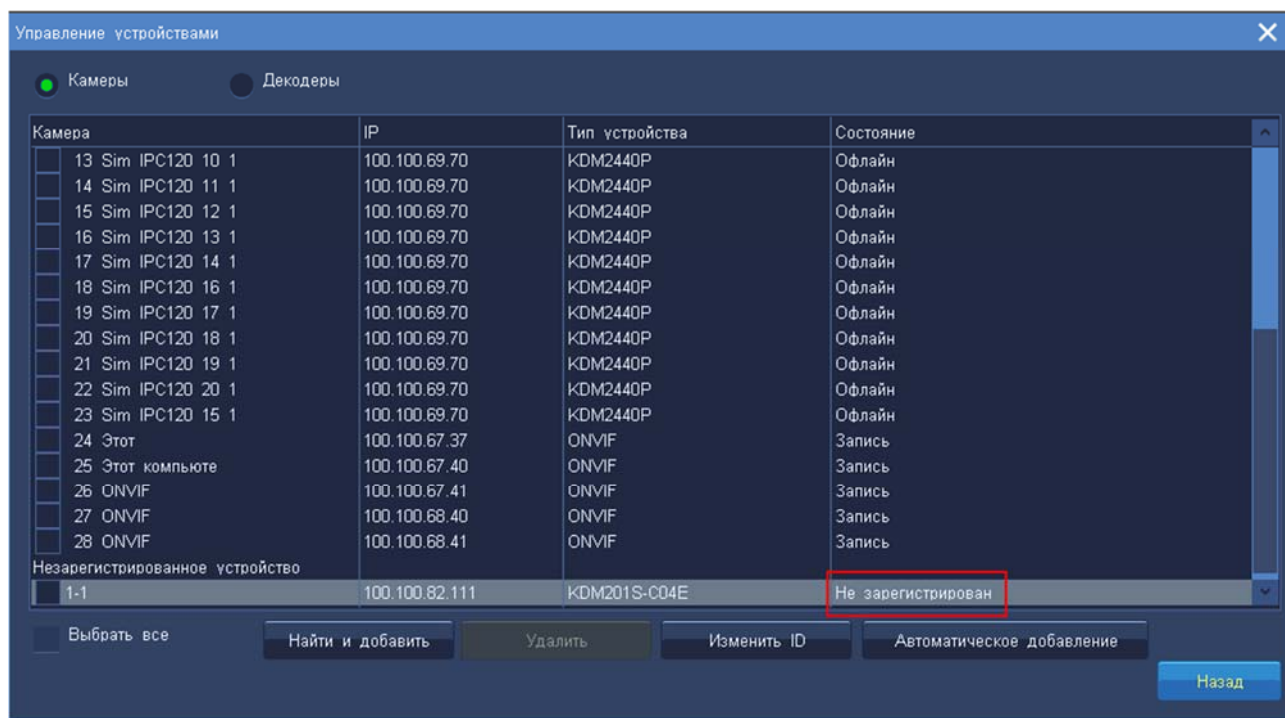 Управление устройствами
Камеры Декодеры
Камера IP Тип устройства Состояние
13 Sim IPC120 10 1 100.100.69.70 KDM2440P Офлайн
14 Sim IPC120 11 1 100.100.69.70 KDM2440P Офлайн
15 Sim IPC120 12 1 100.100.69.70 KDM2440P Офлайн
16 Sim IPC120 13 1 100.100.69.70 KDM2440P Офлайн
17 Sim IPC120 14 1 100.100.69.70 KDM2440P Офлайн
18 Sim IPC120 16 1 100.100.69.70 KDM2440P Офлайн
19 Sim IPC120 17 1 100.100.69.70 KDM2440P Офлайн
20 Sim IPC120 18 1 100.100.69.70 KDM2440P Офлайн
21 Sim IPC120 19 1 100.100.69.70 KDM2440P Офлайн
22 Sim IPC120 20 1 100.100.69.70 KDM2440P Офлайн
23 Sim IPC120 15 1 100.100.69.70 KDM2440P Офлайн
24 Этот 100.100.67.37 ONVIF Запись
25 Этот компьюте 100.100.67.40 ONVIF Запись
26 ONVIF 100.100.67.41 ONVIF Запись
27 ONVIF 100.100.68.40 ONVIF Запись
28 ONVIF 100.100.68.41 ONVIF Запись
Незарегистрированное устройство
1-1 100.100.82.111 KDM201S-C04E Не зарегистрирован
Выбрать все Найти и добавить Удалить Изменить ID Автоматическое добавление
Назад